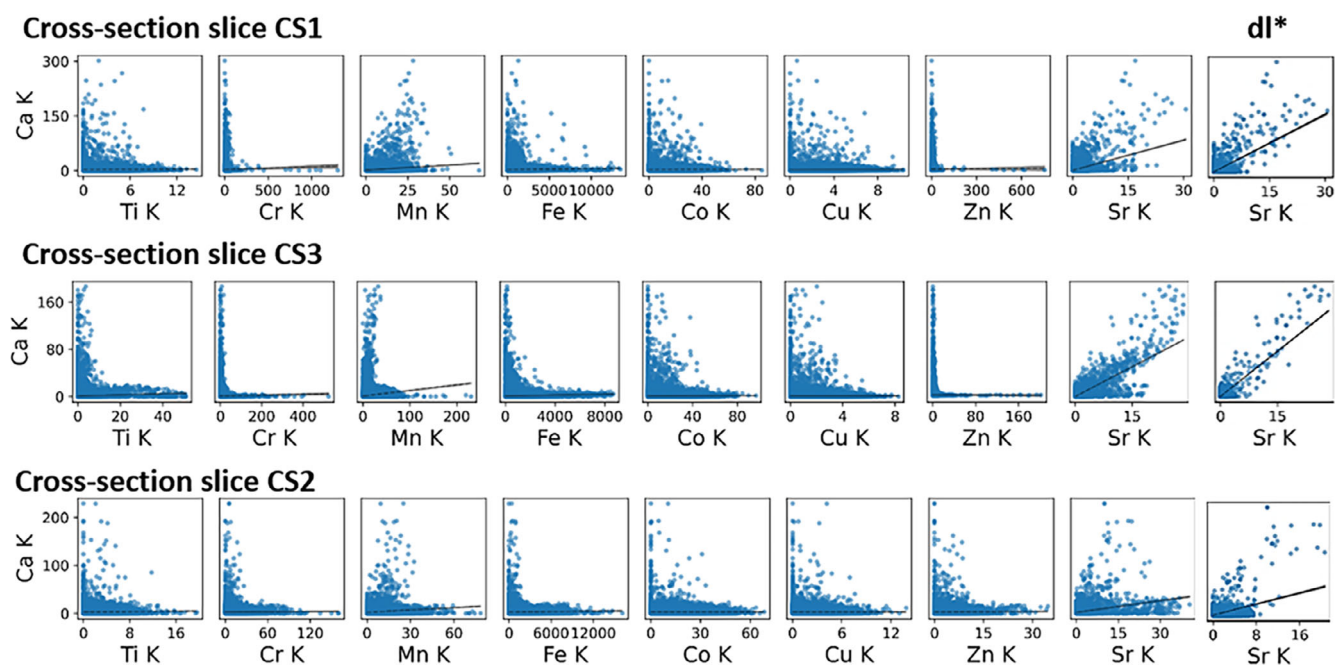 Cross-section slice CS1 dl*
300
150
0
Ca K
0 6 12 0 500 1000 0 25 50 0 5000 10000 0 40 80 0 4 8 0 300 600 0 15 30 0 15 30
Ti K Cr K Mn K Fe K Co K Cu K Zn K Sr K Sr K
Cross-section slice CS3
160
80
0
Ca K
0 20 40 0 200 400 0 100 200 0 4000 8000 0 40 80 0 4 8 0 80 160 0 15 15
Ti K Cr K Mn K Fe K Co K Cu K Zn K Sr K Sr K
Cross-section slice CS2
200
100
0
Ca K
0 8 16 0 60 120 0 30 60 0 6000 12000 0 30 60 0 6 12 0 15 30 0 15 30 0 8 16
Ti K Cr K Mn K Fe K Co K Cu K Zn K Sr K Sr K